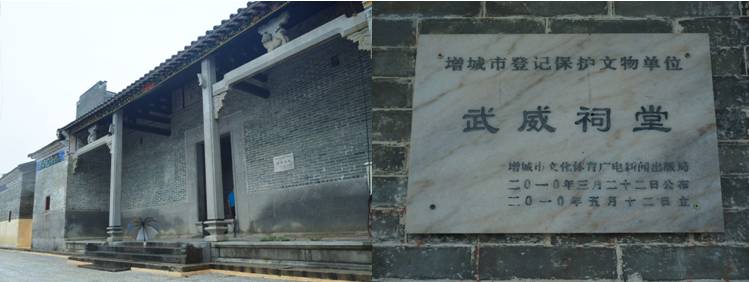 增城市登记保护文物单位
武威祠堂
增城市文化体育广电新闻出版局
二〇一〇年三月二十二日公布
二〇一〇年五月十二日立